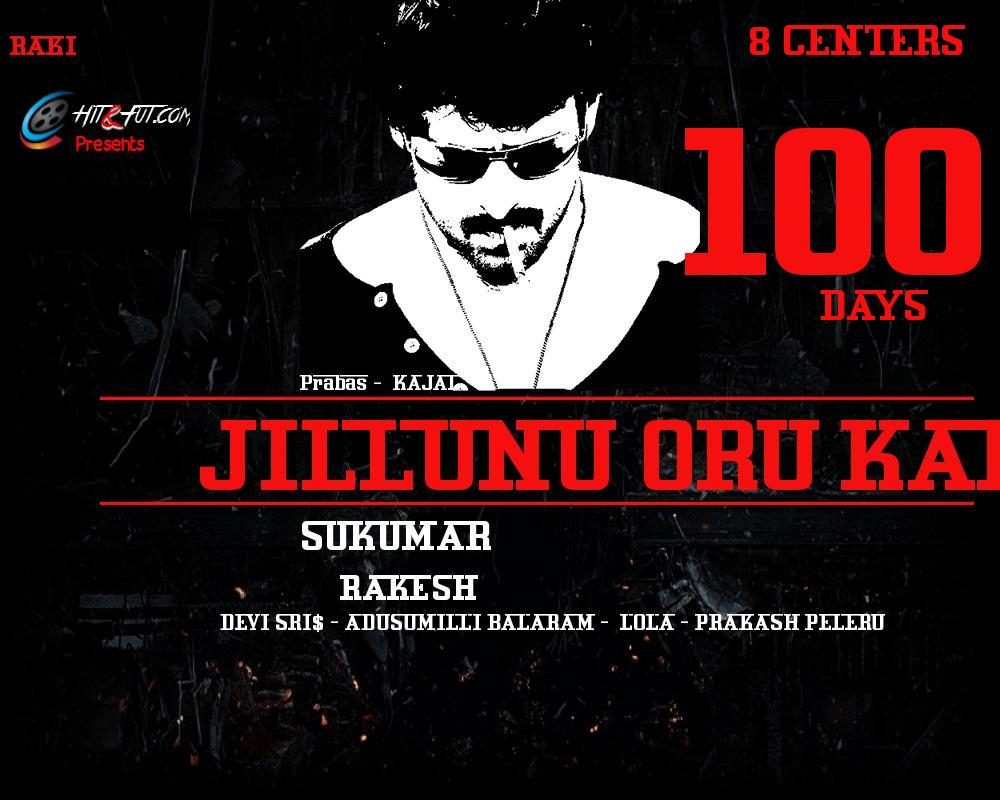 RAKI
8 CENTERS
HIT&FUT.COM
Presents
100
DAYS
Prabas - KAJAL
JILLUNU ORU KA
SUKUMAR
RAKESH
DEVI SRI$ - ADUSUMILLI BALARAM - LOLA - PRAKASH PELERU